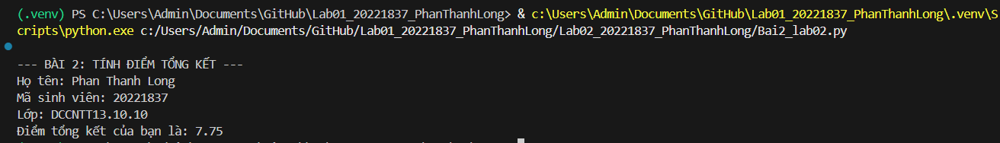 (.venv) PS C:\Users\Admin\Documents\GitHub\Lab01_20221837_PhanThanhLong> & c:\Users\Admin\Documents\GitHub\Lab01_20221837_PhanThanhLong\.venv\S
cripts\python.exe c:/Users/Admin/Documents/GitHub/Lab01_20221837_PhanThanhLong/Lab02_20221837_PhanThanhLong/Bai2_lab02.py
--- BÀI 2: TÍNH ĐIỂM TỔNG KẾT ---
Họ tên: Phan Thanh Long
Mã sinh viên: 20221837
Lớp: DCCNTT13.10.10
Điểm tổng kết của bạn là: 7.75